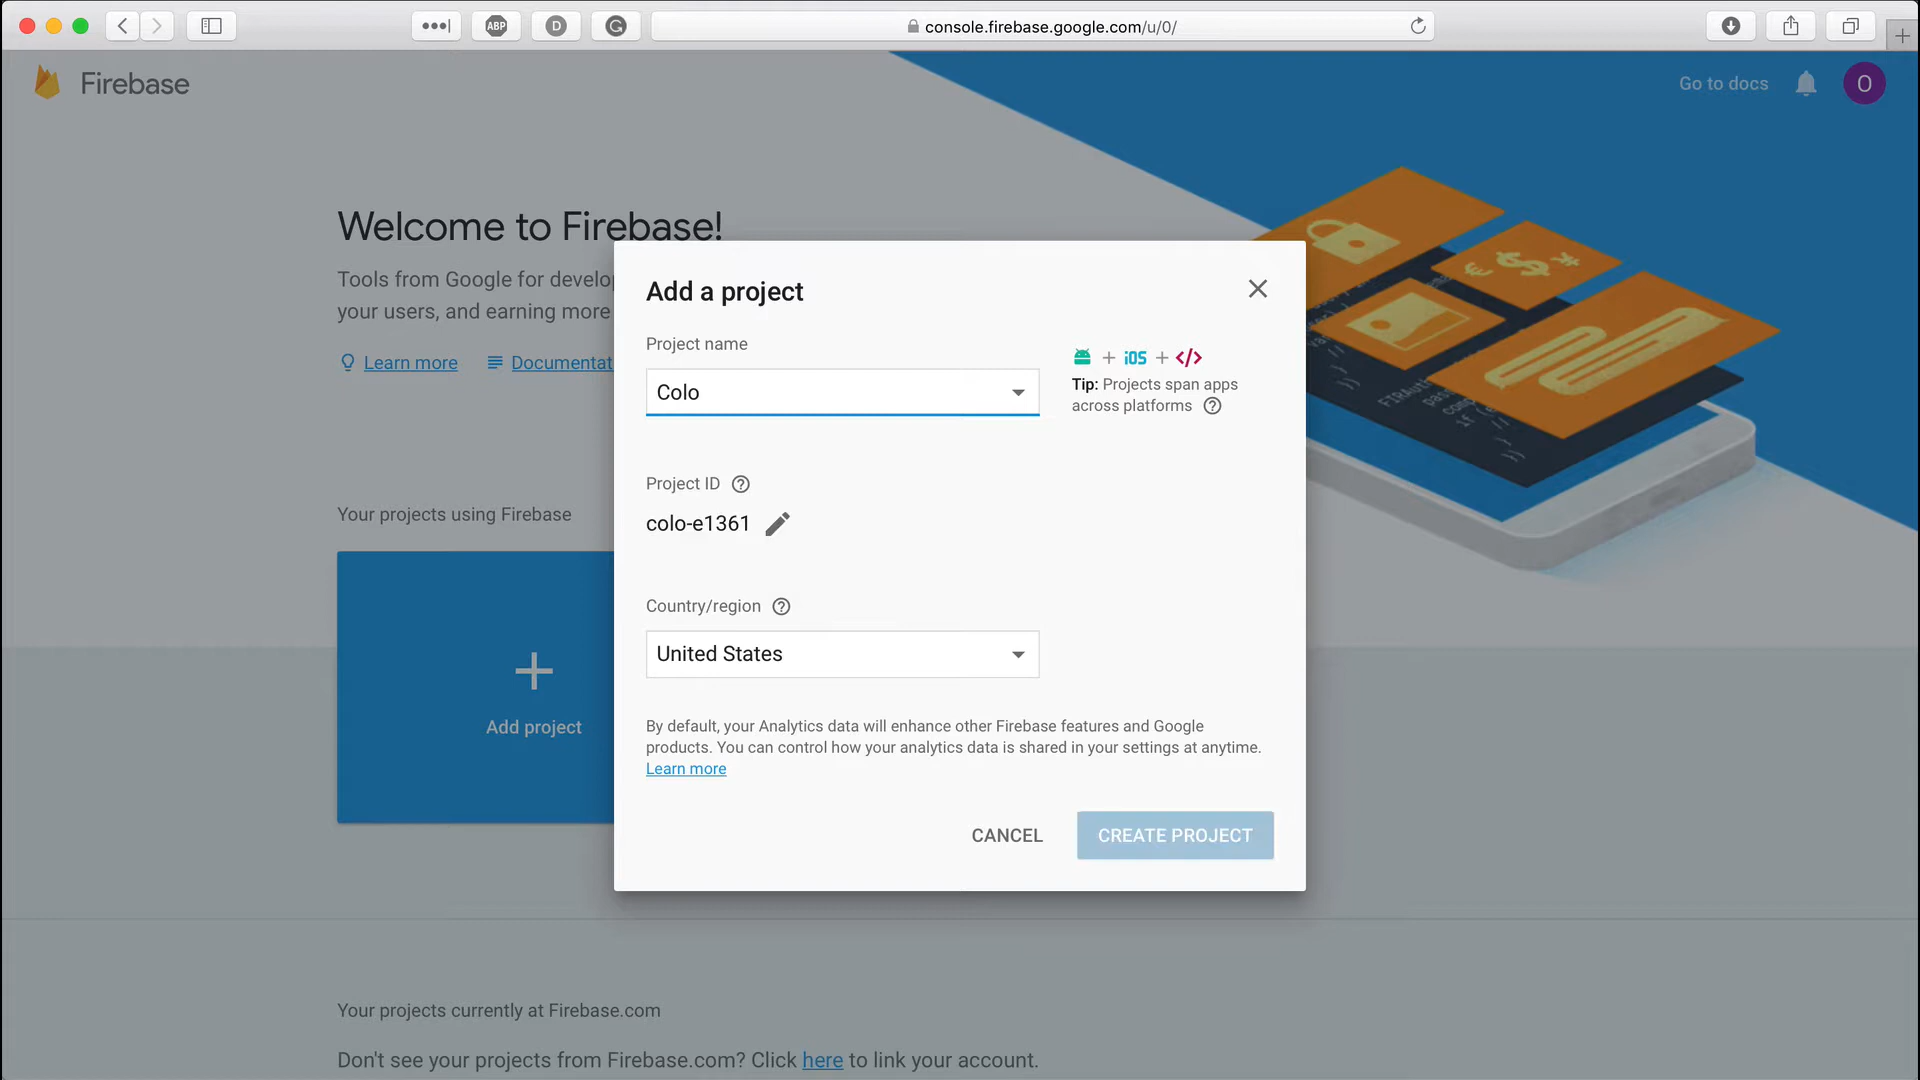 ABP
D
G
console.firebase.google.com/u/0/
Firebase
Go to docs
O
Welcome to Firebase!
Tools from Google for develo
your users, and earning more
Learn more
Documentat
Your projects using Firebase
Add project
Add a project
Project name
Colo
+ iOS + </>
Tip: Projects span apps
across platforms
Project ID
colo-e1361
Country/region
United States
By default, your Analytics data will enhance other Firebase features and Google
products. You can control how your analytics data is shared in your settings at anytime.
Learn more
CANCEL
CREATE PROJECT
Your projects currently at Firebase.com
Don't see your projects from Firebase.com? Click here to link your account.